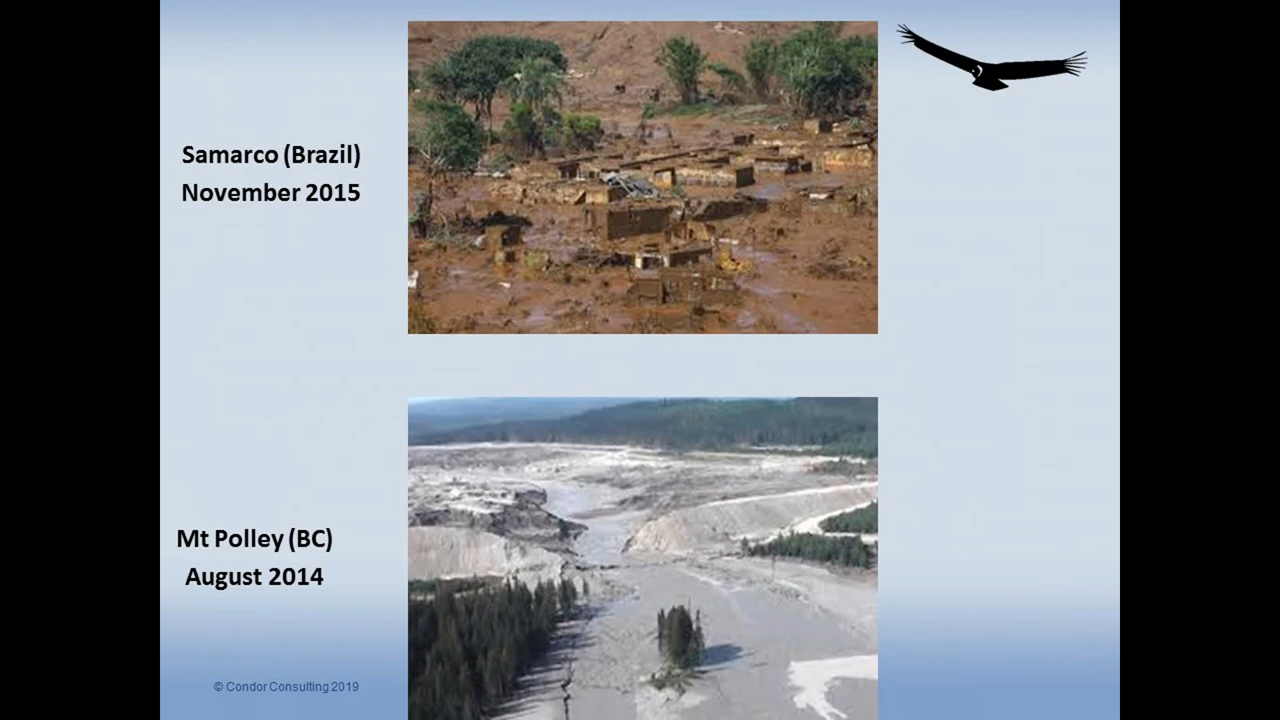 Samarco (Brazil)
November 2015
Mt Polley (BC)
August 2014
© Condor Consulting 2019